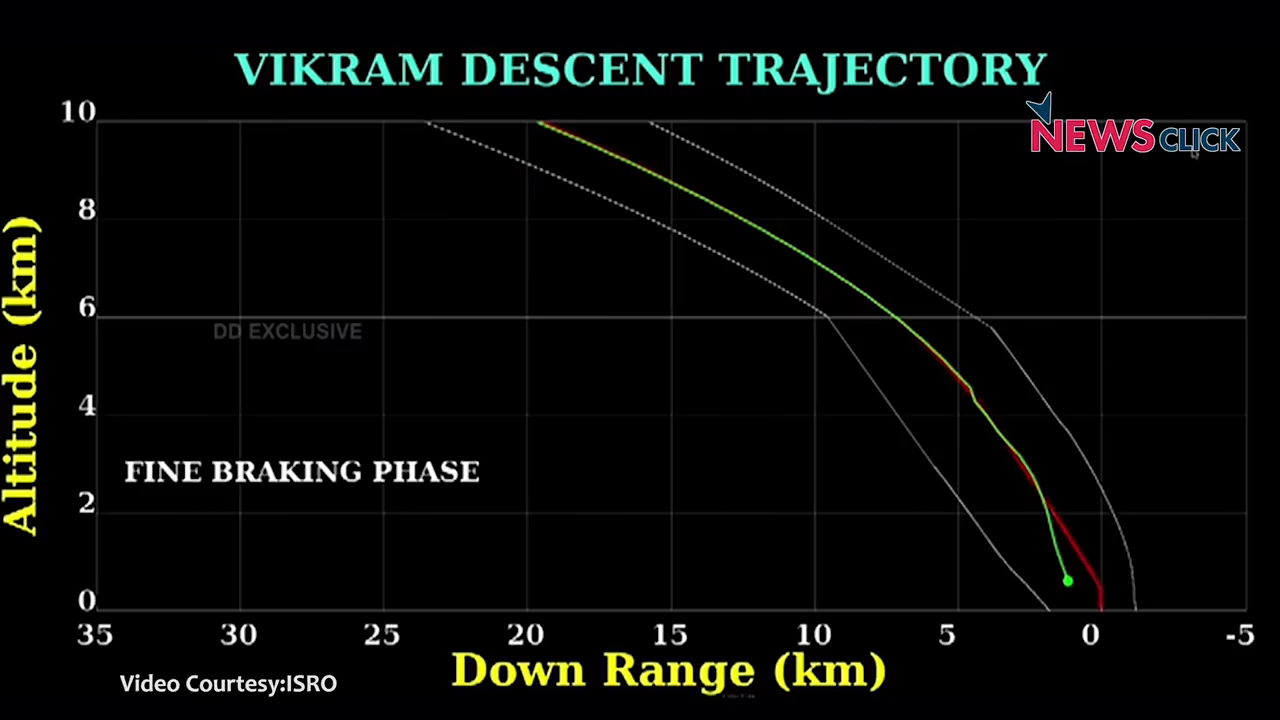 VIKRAM DESCENT TRAJECTORY
NEWSCLICK
10
8
6
4
2
0
Altitude (km)
DD EXCLUSIVE
FINE BRAKING PHASE
35 30 25 20 15 10 5 0 -5
Down Range (km)
Video Courtesy:ISRO